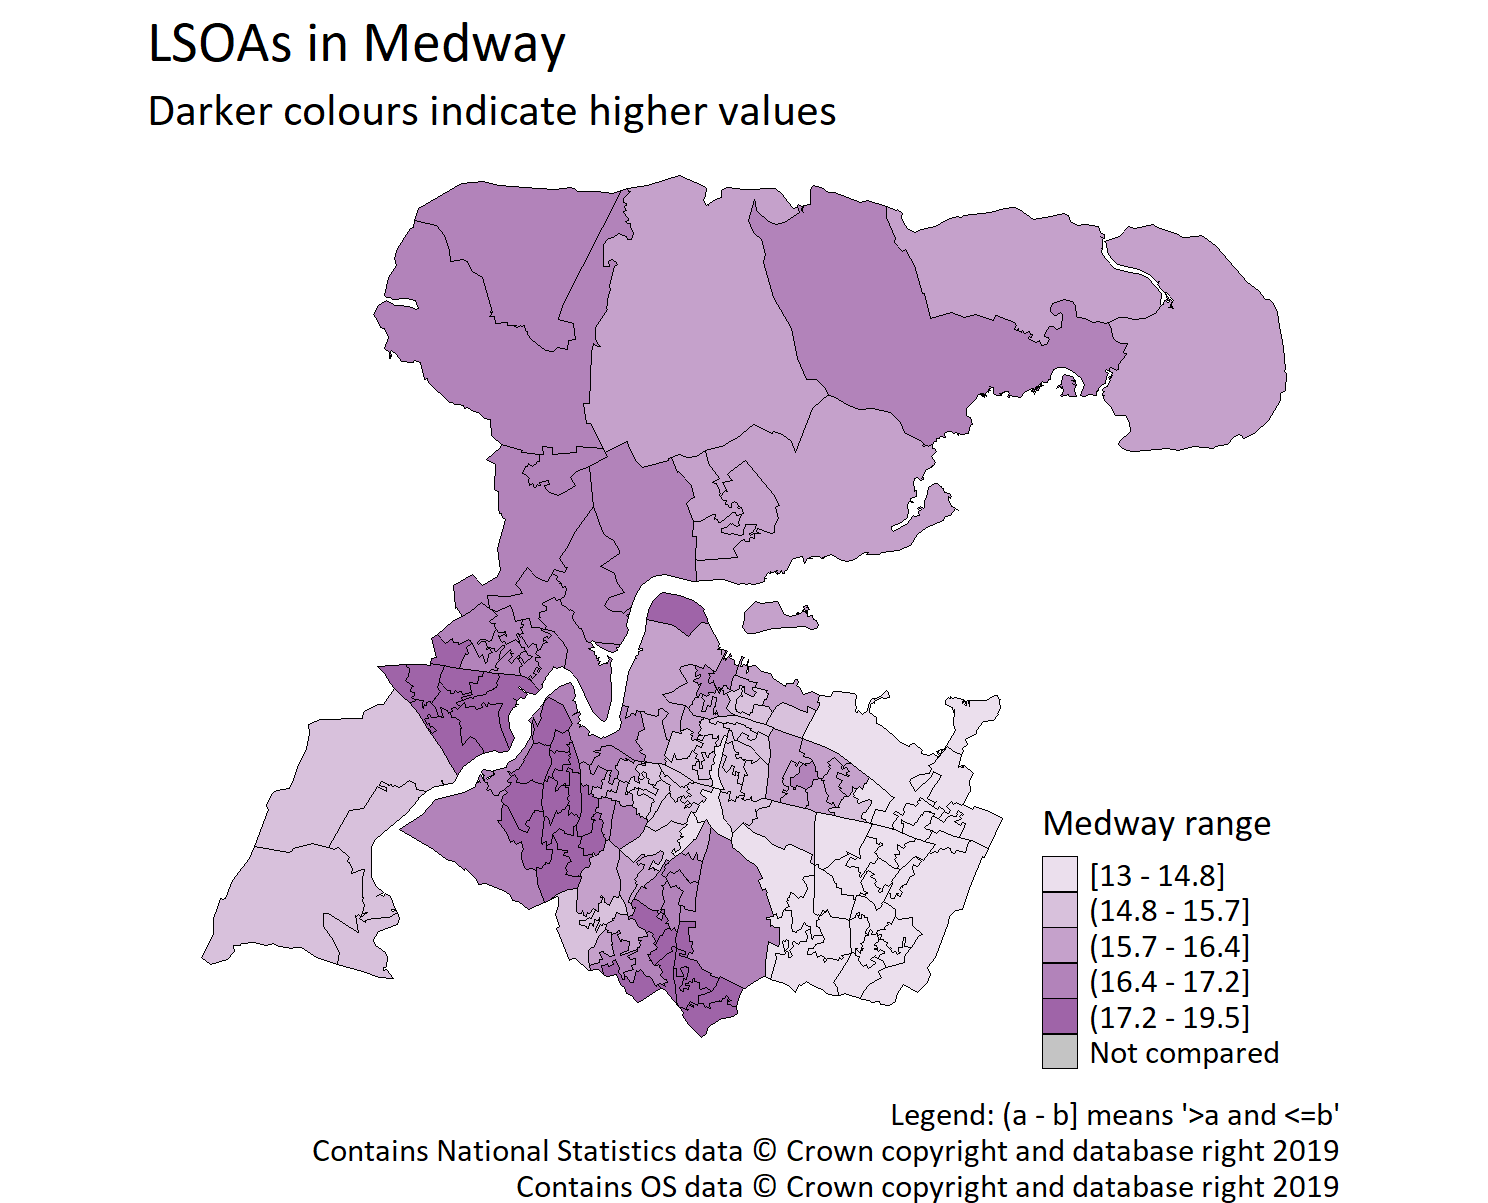 LSOAs in Medway
Darker colours indicate higher values
Medway range
[13 - 14.8]
(14.8 - 15.7]
(15.7 - 16.4]
(16.4 - 17.2]
(17.2 - 19.5]
Not compared
Legend: (a - b] means '>a and <=b'
Contains National Statistics data © Crown copyright and database right 2019
Contains OS data © Crown copyright and database right 2019